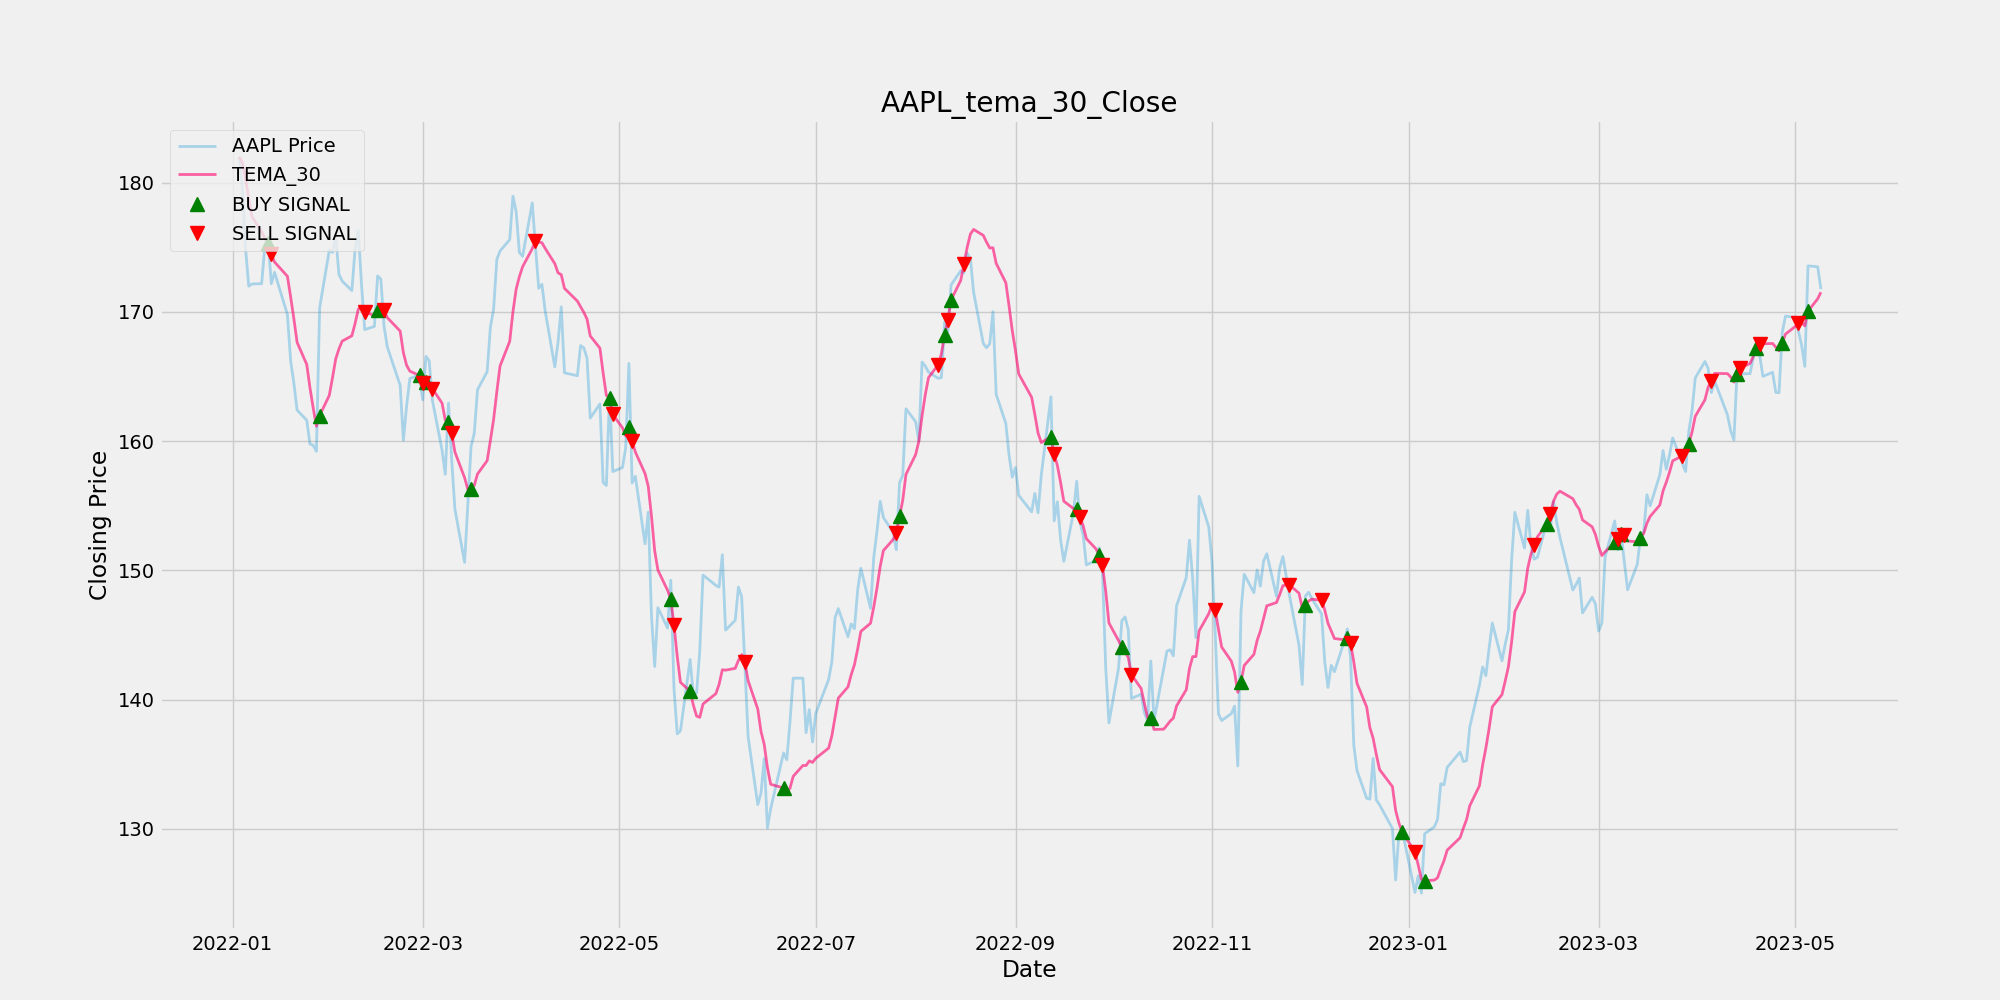 AAPL_tema_30_Close
AAPL Price
TEMA_30
BUY SIGNAL
SELL SIGNAL
Closing Price
180
170
160
150
140
130
2022-01
2022-03
2022-05
2022-07
2022-09
2022-11
2023-01
2023-03
2023-05
Date